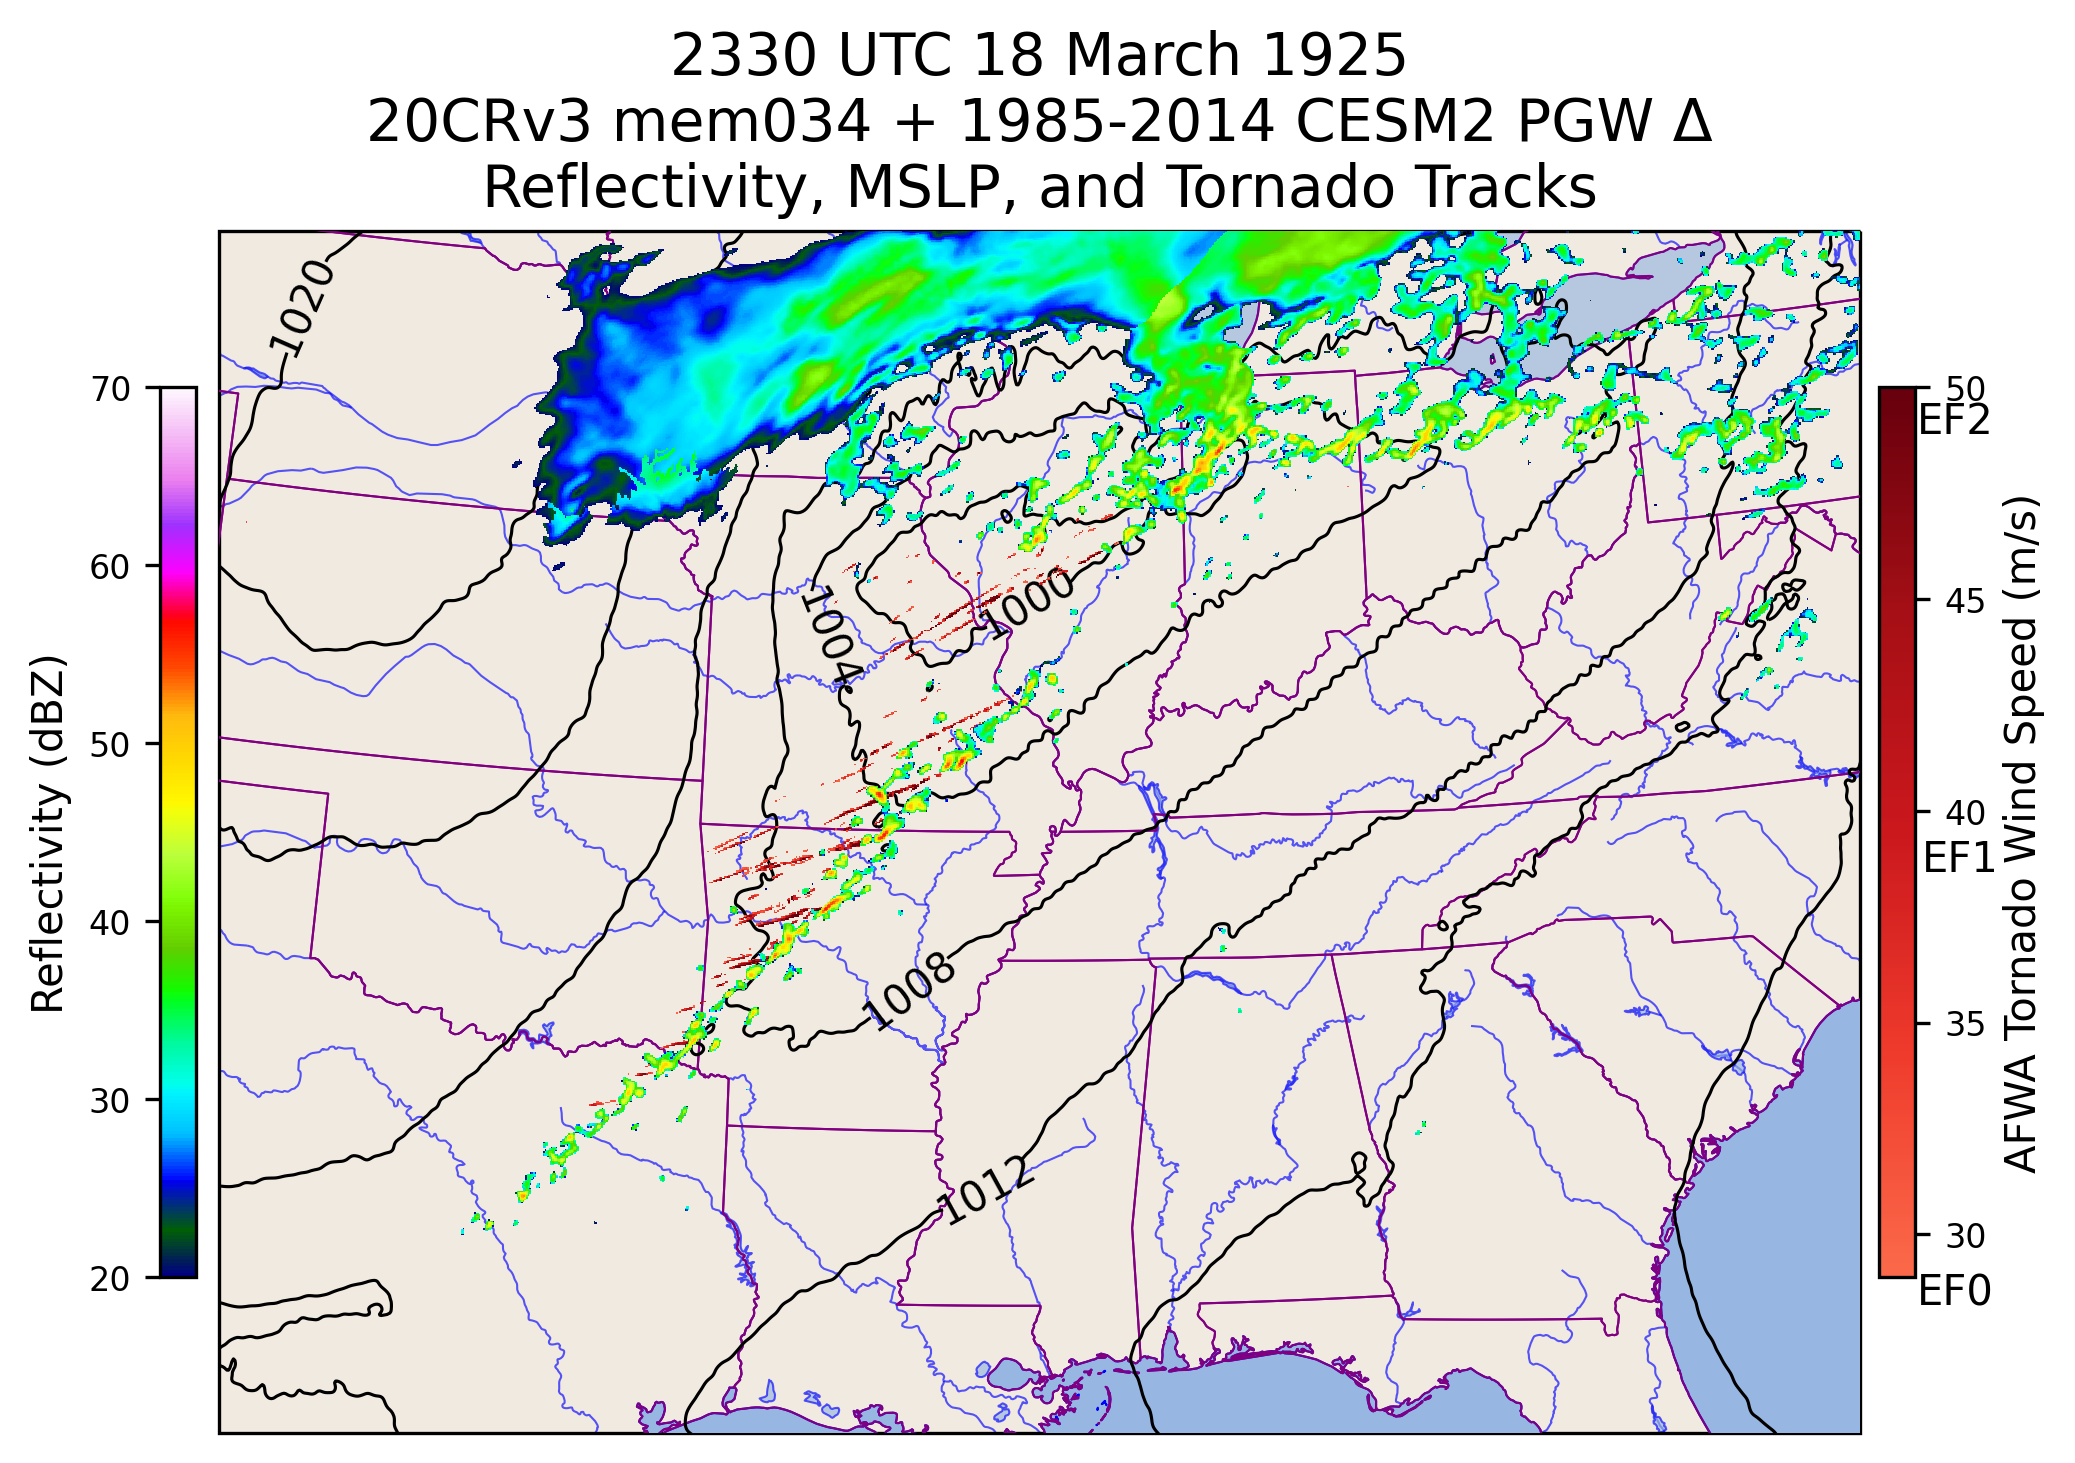 2330 UTC 18 March 1925
20CRv3 mem034 + 1985-2014 CESM2 PGW Δ
Reflectivity, MSLP, and Tornado Tracks
Reflectivity (dBZ)
70
60
50
40
30
20
1020
1004
1000
1008
1012
50
EF2
45
40
EF1
35
30
EF0
AFWA Tornado Wind Speed (m/s)